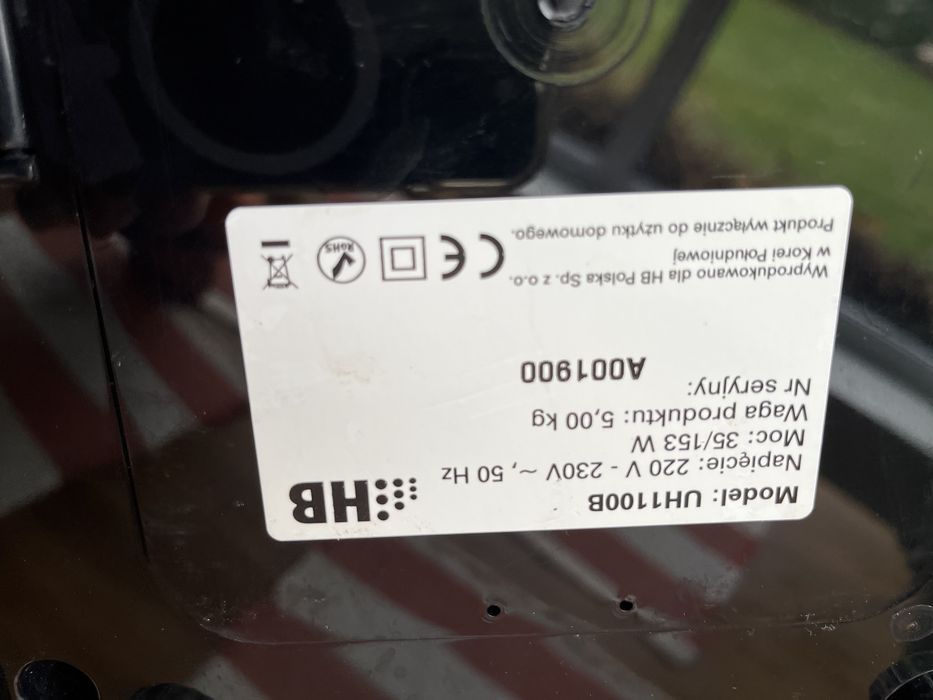 Model: UH1100B
Napięcie: 220 V - 230V ~, 50 Hz
Moc: 35/153 W
Waga produktu: 5,00 kg
Nr seryjny:
A001900
HB
Wyprodukowano dla HB Polska Sp. z o.o.
w Korei Południowej
Produkt wyłącznie do użytku domowego.
CE
RoHS